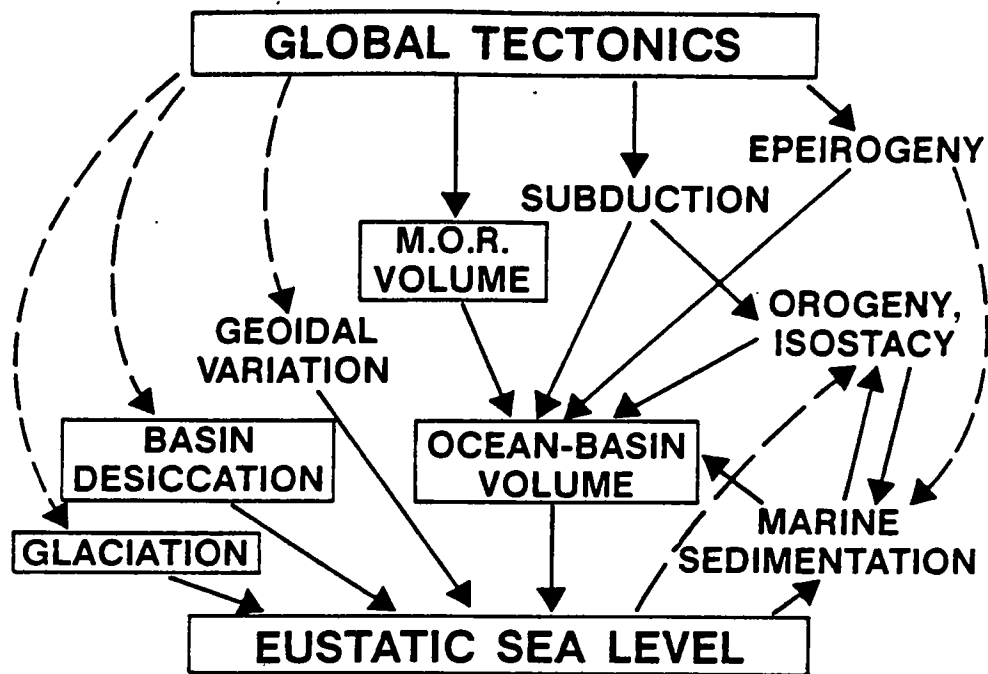 GLOBAL TECTONICS
EPEIROGENY
SUBDUCTION
M.O.R.
VOLUME
OROGENY,
ISOSTACY
GEOIDAL
VARIATION
BASIN
DESICCATION
OCEAN-BASIN
VOLUME
MARINE
SEDIMENTATION
GLACIATION
EUSTATIC SEA LEVEL